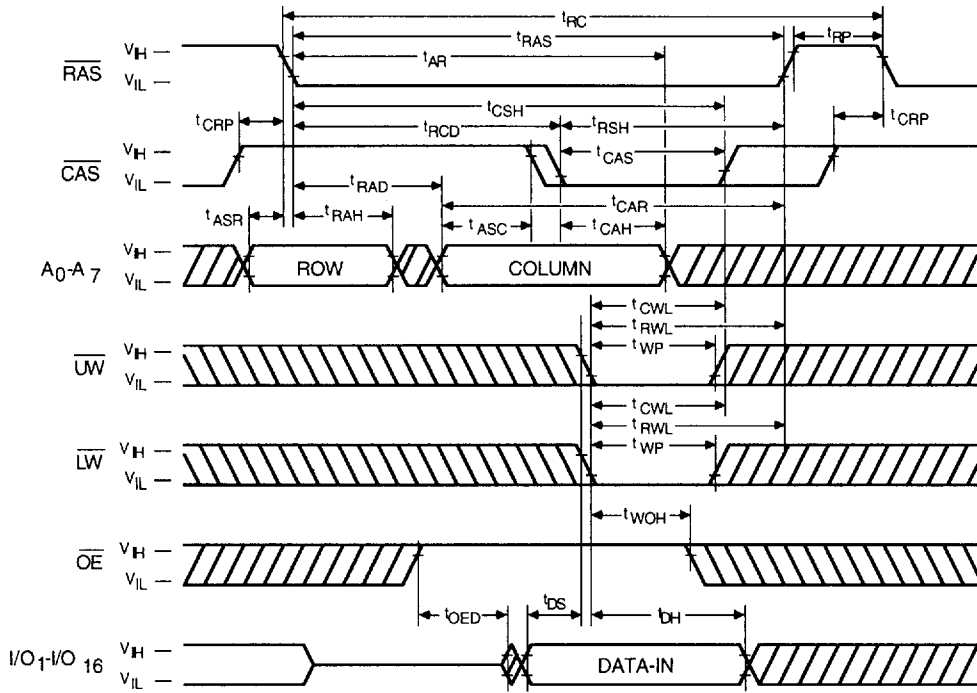 tRC
tRAS tRP
VIH
RAS tAR
VIL
tCSH
tCRP tRCD tRSH tCRP
VIH
CAS tCAS
VIL
tRAD
tCAR
tASR tRAH tASC tCAH
VIH
A0-A7 ROW COLUMN
VIL
tCWL
tRWL
VIH tWP
UW
VIL
tCWL
tRWL
VIH tWP
LW
VIL
tWOH
VIH
OE
VIL
tOED tDS tDH
VIH
I/O1-I/O16 DATA-IN
VIL